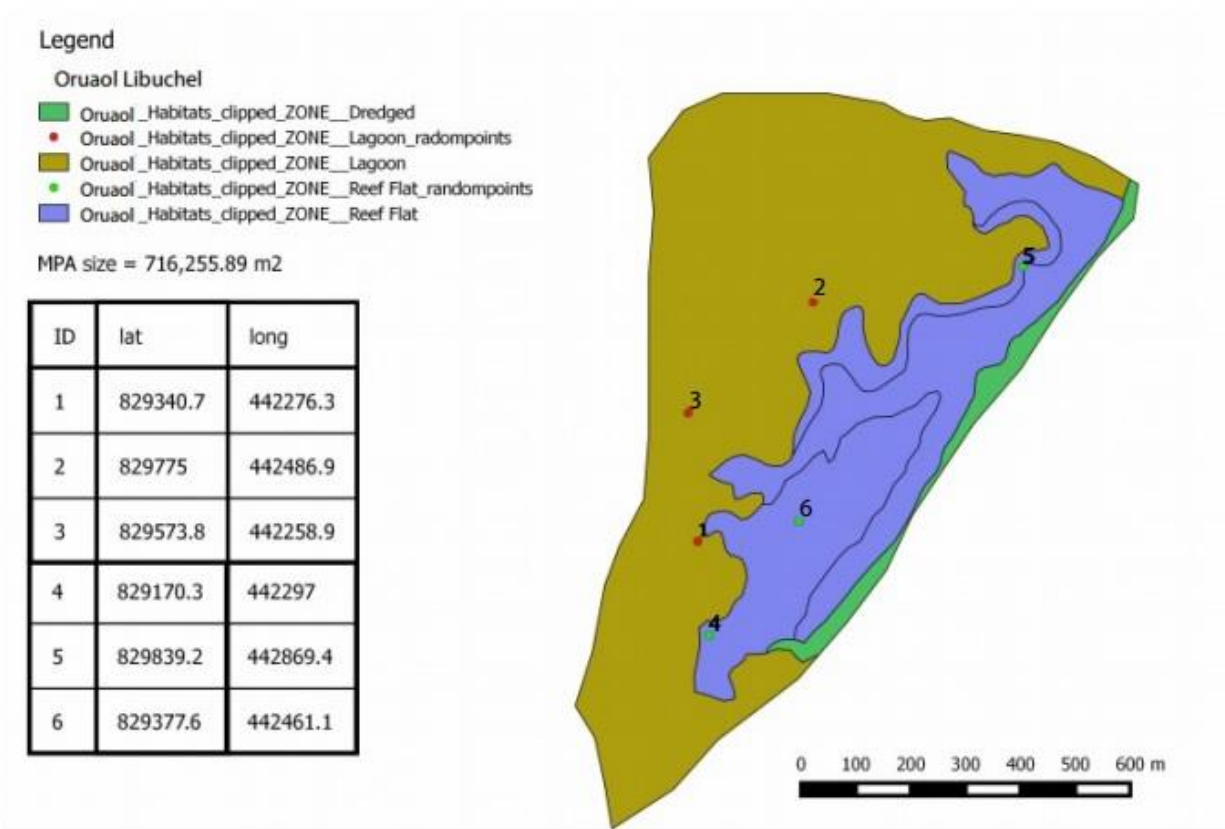 Legend
Oruaol Libuchel
Oruaol _Habitats_clipped_ZONE__Dredged
Oruaol _Habitats_clipped_ZONE__Lagoon_radompoints
Oruaol _Habitats_clipped_ZONE__Lagoon
Oruaol _Habitats_clipped_ZONE__Reef Flat_randompoints
Oruaol _Habitats_clipped_ZONE__Reef Flat
MPA size = 716,255.89 m2
ID lat long
1 829340.7 442276.3
2 829775 442486.9
3 829573.8 442258.9
4 829170.3 442297
5 829839.2 442869.4
6 829377.6 442461.1
5
2
3
6
1
4
0 100 200 300 400 500 600 m